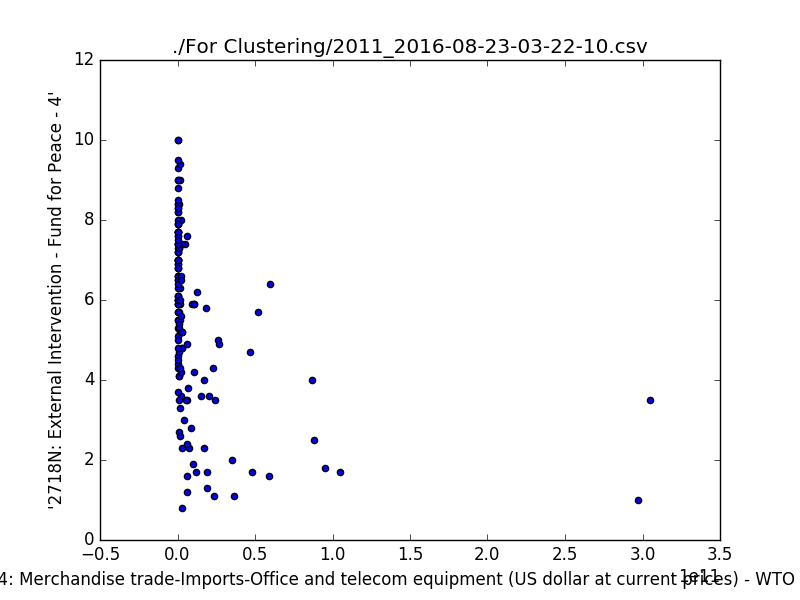 ./For Clustering/2011_2016-08-23-03-22-10.csv
12
10
8
6
4
2
0
'2718N: External Intervention - Fund for Peace - 4'
−0.5 0.0 0.5 1.0 1.5 2.0 2.5 3.0 3.5
1e11
4: Merchandise trade-Imports-Office and telecom equipment (US dollar at current prices) - WTO